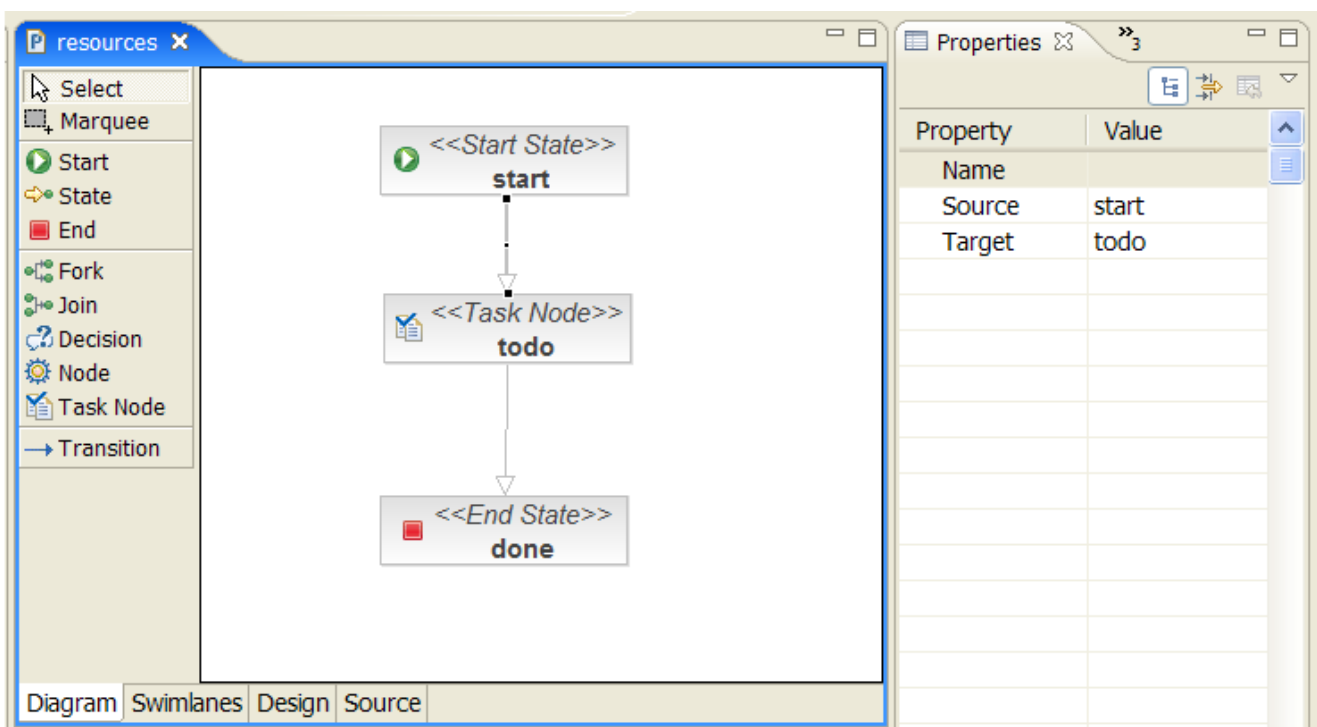 resources
Select
Marquee
Start
State
End
Fork
Join
Decision
Node
Task Node
Transition
<<Start State>>
start
<<Task Node>>
todo
<<End State>>
done
Diagram Swimlanes Design Source
Properties »3
Property Value
Name
Source start
Target todo